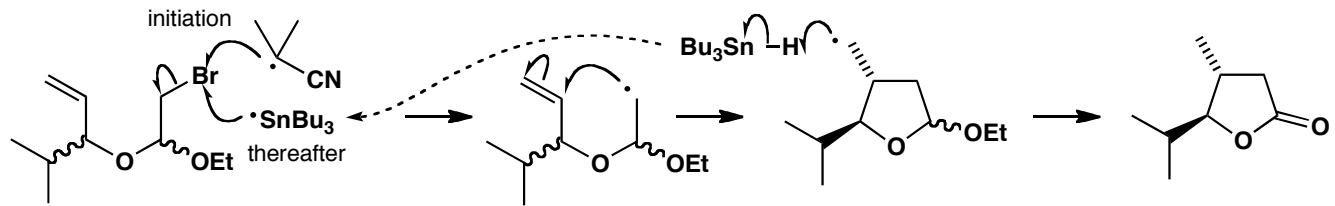 initiation
Br
CN
•SnBu₃
thereafter
O
OEt
O
OEt
Bu₃Sn –H
O
OEt
O
O